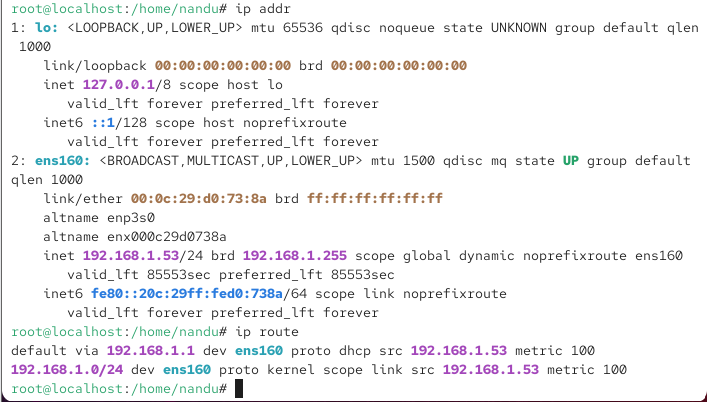 root@localhost:/home/nandu# ip addr
1: lo: <LOOPBACK,UP,LOWER_UP> mtu 65536 qdisc noqueue state UNKNOWN group default qlen
 1000
    link/loopback 00:00:00:00:00:00 brd 00:00:00:00:00:00
    inet 127.0.0.1/8 scope host lo
       valid_lft forever preferred_lft forever
    inet6 ::1/128 scope host noprefixroute
       valid_lft forever preferred_lft forever
2: ens160: <BROADCAST,MULTICAST,UP,LOWER_UP> mtu 1500 qdisc mq state UP group default
qlen 1000
    link/ether 00:0c:29:d0:73:8a brd ff:ff:ff:ff:ff:ff
    altname enp3s0
    altname enx000c29d0738a
    inet 192.168.1.53/24 brd 192.168.1.255 scope global dynamic noprefixroute ens160
       valid_lft 85553sec preferred_lft 85553sec
    inet6 fe80::20c:29ff:fed0:738a/64 scope link noprefixroute
       valid_lft forever preferred_lft forever
root@localhost:/home/nandu# ip route
default via 192.168.1.1 dev ens160 proto dhcp src 192.168.1.53 metric 100
192.168.1.0/24 dev ens160 proto kernel scope link src 192.168.1.53 metric 100
root@localhost:/home/nandu#